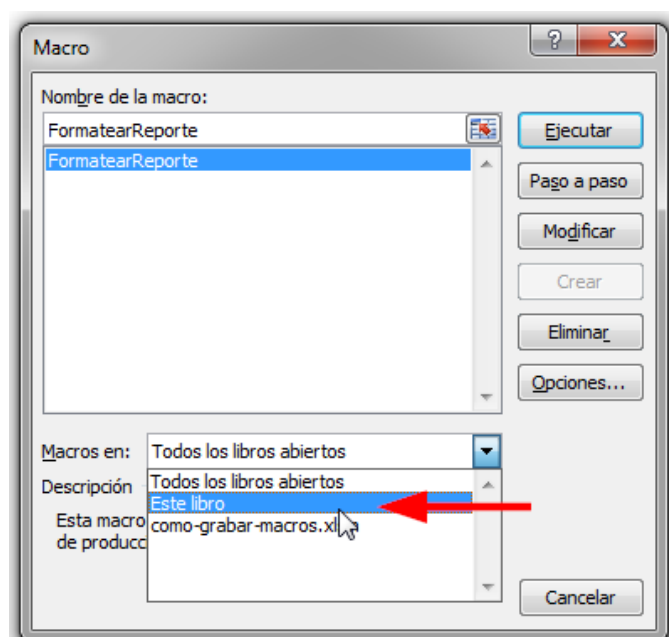 Macro
Nombre de la macro:
FormatearReporte
Ejecutar
FormatearReporte
Paso a paso
Modificar
Crear
Eliminar
Opciones...
Macros en:
Todos los libros abiertos
Todos los libros abiertos
Descripción
Este libro
Esta macro
como-grabar-macros.xl
de
Cancelar